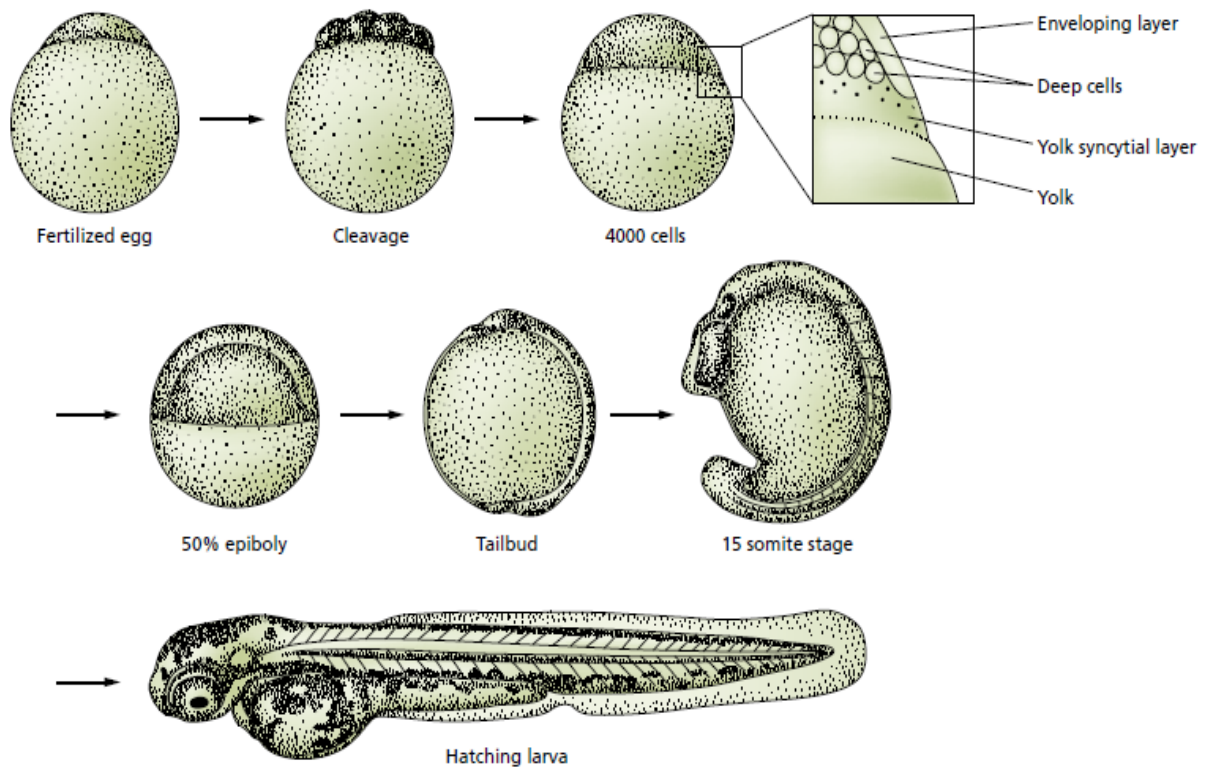 Enveloping layer
Deep cells
Yolk syncytial layer
Yolk
Fertilized egg
Cleavage
4000 cells
50% epiboly
Tailbud
15 somite stage
Hatching larva